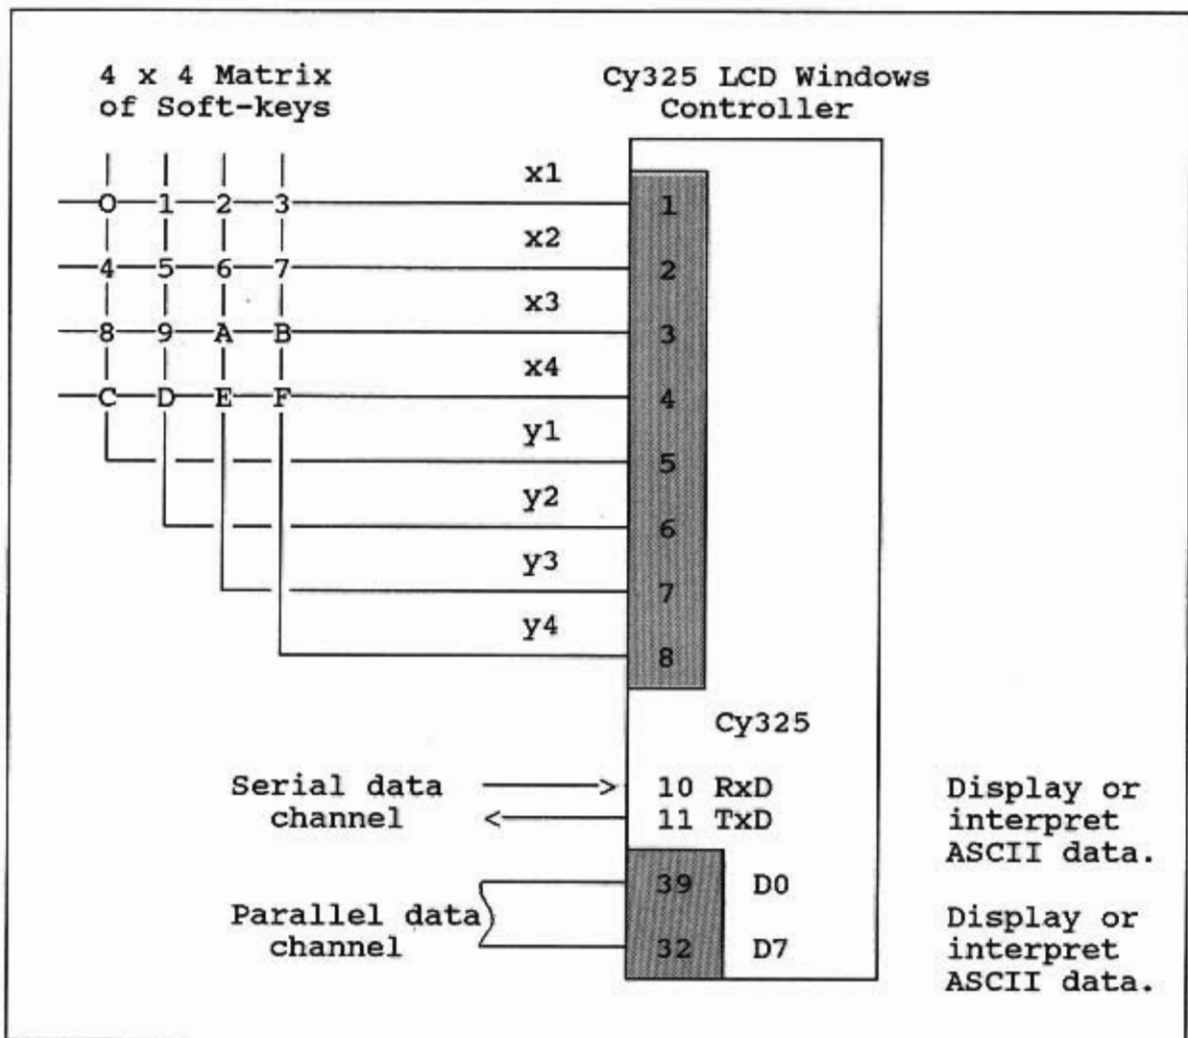 4 x 4 Matrix
of Soft-keys
Cy325 LCD Windows
Controller
x1
0 1 2 3
1
x2
4 5 6 7
2
x3
8 9 A B
3
x4
C D E F
4
y1
5
y2
6
y3
7
y4
8
Cy325
Serial data
channel
10 RxD
11 TxD
Display or
interpret
ASCII data.
39 D0
Parallel data
channel
32 D7
Display or
interpret
ASCII data.